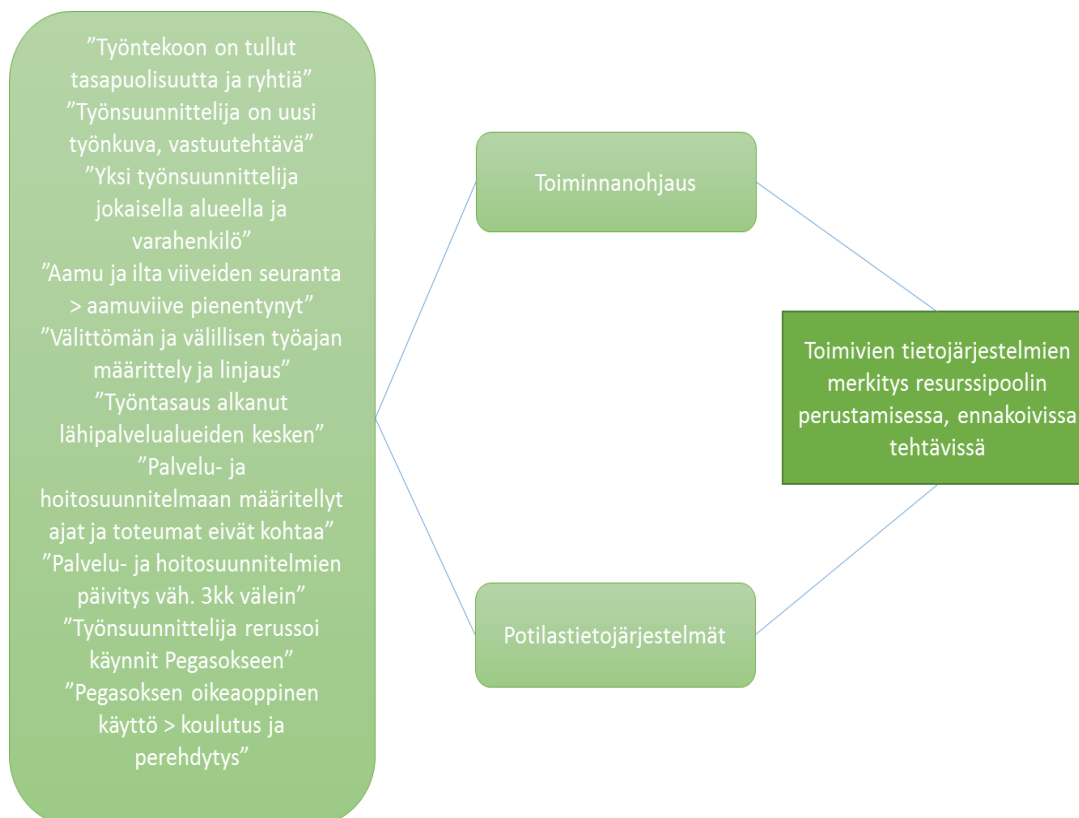 ”Työntekoon on tullut
tasapuolisuutta ja ryhtiä”
”Työnsuunnittelija on uusi
työnkuva, vastuutehtävä”
”Yksi työnsuunnittelija
jokaisella alueella ja
varahenkilö”
”Aamu ja ilta viiveiden seuranta
> aamuviive pienentynyt”
”Välittömän ja välillisen työajan
määrittely ja linjaus”
”Työntasaus alkanut
lähipalvelualueiden kesken”
”Palvelu- ja
hoitosuunnitelmaan määritellyt
ajat ja toteumat eivät kohtaa”
”Palvelu- ja hoitosuunnitelmien
päivitys väh. 3kk välein”
”Työnsuunnittelija rerussoi
käynnit Pegasokseen”
”Pegasoksen oikeaoppinen
käyttö > koulutus ja
perehdytys”
Toiminnanohjaus
Potilastietojärjestelmät
Toimivien tietojärjestelmien
merkitys resurssipoolin
perustamisessa, ennakoivissa
tehtävissä